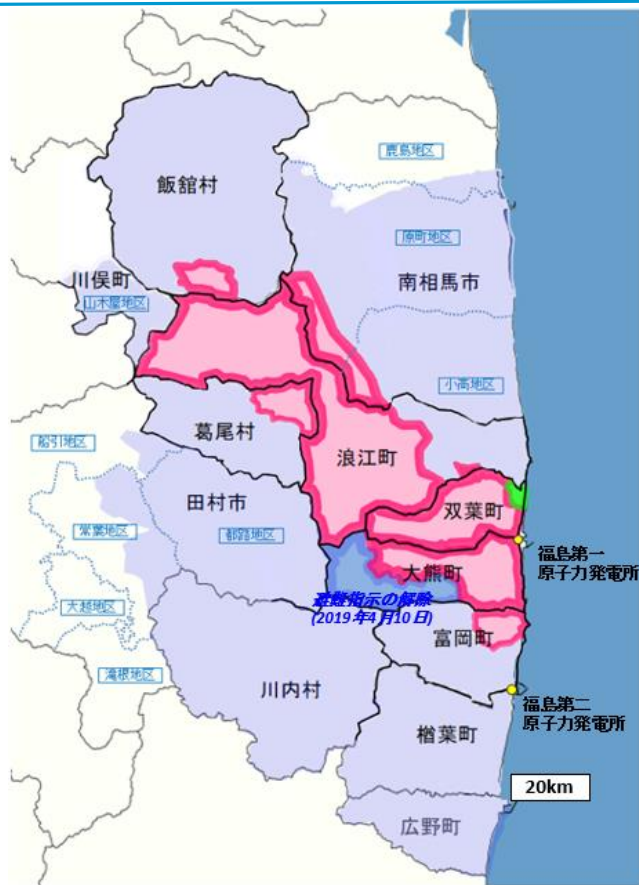 鹿島地区
飯舘村
原町地区
川俣町
南相馬市
山木屋地区
小高地区
葛尾村
船引地区
浪江町
田村市
双葉町
常葉地区
都路地区
福島第一
原子力発電所
大熊町
避難指示の解除
(2019年4月10日)
大越地区
富岡町
滝根地区
川内村
福島第二
原子力発電所
楢葉町
20km
広野町